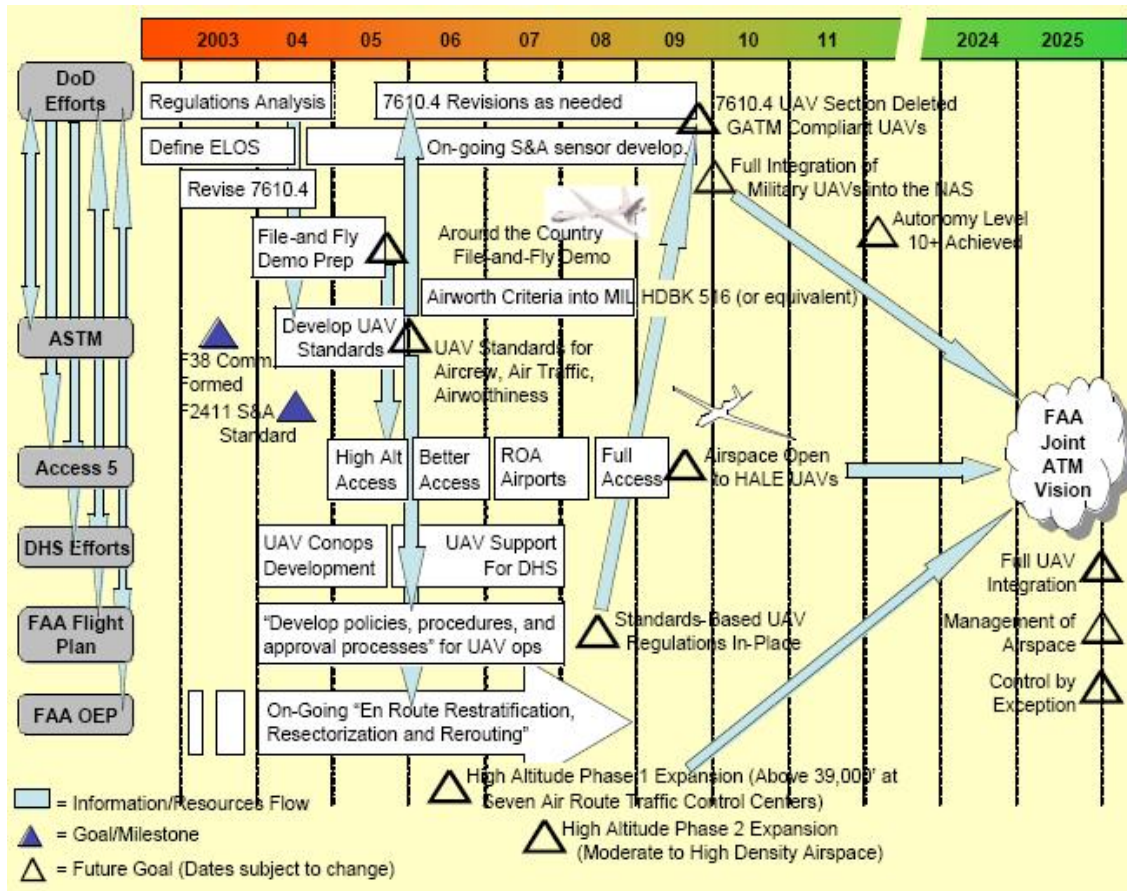 2003 04 05 06 07 08 09 10 11 2024 2025
DoD
Efforts
Regulations Analysis
7610.4 Revisions as needed
7610.4 UAV Section Deleted
GATM Compliant UAVs
Define ELOS
On-going S&A sensor develop.
Full Integration of
Military UAVs into the NAS
Revise 7610.4
File-and Fly
Demo Prep
Around the Country
File-and-Fly Demo
Autonomy Level
10+ Achieved
Airworth Criteria into MIL HDBK 516 (or equivalent)
ASTM
F38 Comm.
Formed
Develop UAV
Standards
UAV Standards for
Aircrew, Air Traffic,
Airworthiness
F2411 S&A
Standard
Access 5
High Alt
Access
Better
Access
ROA
Airports
Full
Access
Airspace Open
to HALE UAVs
FAA
Joint
ATM
Vision
DHS Efforts
UAV Conops
Development
UAV Support
For DHS
Full UAV
Integration
FAA Flight
Plan
"Develop policies, procedures, and
approval processes" for UAV ops
Standards-Based UAV
Regulations In-Place
Management of
Airspace
FAA OEP
On-Going "En Route Restratification,
Resectorization and Rerouting"
Control by
Exception
High Altitude Phase 1 Expansion (Above 39,000' at
Seven Air Route Traffic Control Centers)
High Altitude Phase 2 Expansion
(Moderate to High Density Airspace)
= Information/Resources Flow
= Goal/Milestone
= Future Goal (Dates subject to change)